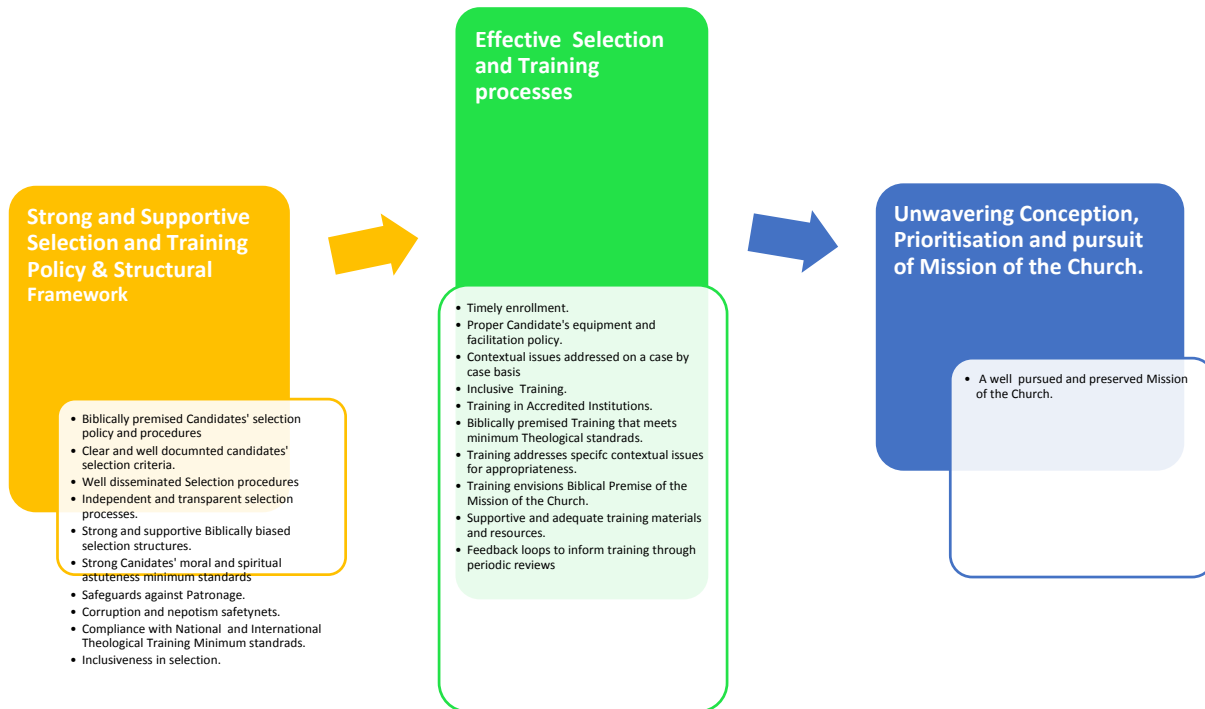 Strong and Supportive
Selection and Training
Policy & Structural
Framework
• Biblically premised Candidates' selection
policy and procedures
• Clear and well documnted candidates'
selection criteria.
• Well disseminated Selection procedures
• Independent and transparent selection
processes.
• Strong and supportive Biblically biased
selection structures.
• Strong Canidates' moral and spiritual
astuteness minimum standards
• Safeguards against Patronage.
• Corruption and nepotism safetynets.
• Compliance with National and International
Theological Training Minimum standrads.
• Inclusiveness in selection.
Effective Selection
and Training
processes
• Timely enrollment.
• Proper Candidate's equipment and
facilitation policy.
• Contextual issues addressed on a case by
case basis
• Inclusive Training.
• Training in Accredited Institutions.
• Biblically premised Training that meets
minimum Theological standrads.
• Training addresses specifc contextual issues
for appropriateness.
• Training envisions Biblical Premise of the
Mission of the Church.
• Supportive and adequate training materials
and resources.
• Feedback loops to inform training through
periodic reviews
Unwavering Conception,
Prioritisation and pursuit
of Mission of the Church.
• A well pursued and preserved Mission
of the Church.